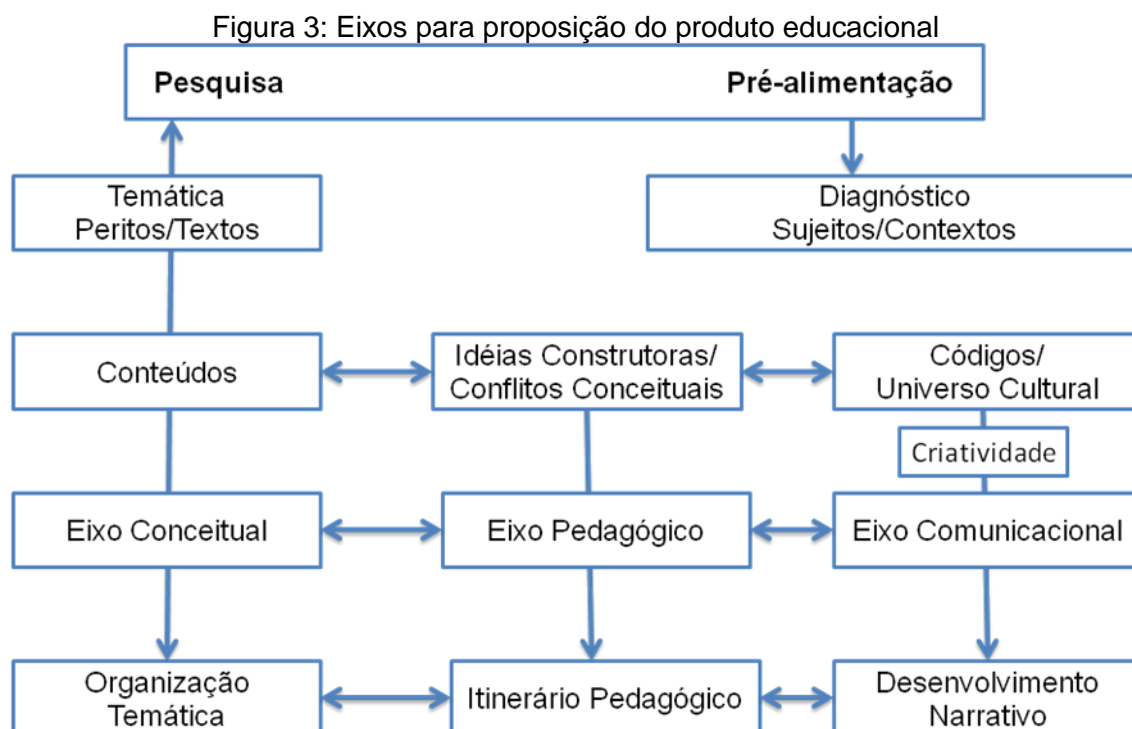 Figura 3: Eixos para proposição do produto educacional
Pesquisa
Pré-alimentação
Temática
Peritos/Textos
Diagnóstico
Sujeitos/Contextos
Conteúdos
Idéias Construtoras/
Conflitos Conceituais
Códigos/
Universo Cultural
Criatividade
Eixo Conceitual
Eixo Pedagógico
Eixo Comunicacional
Organização
Temática
Itinerário Pedagógico
Desenvolvimento
Narrativo